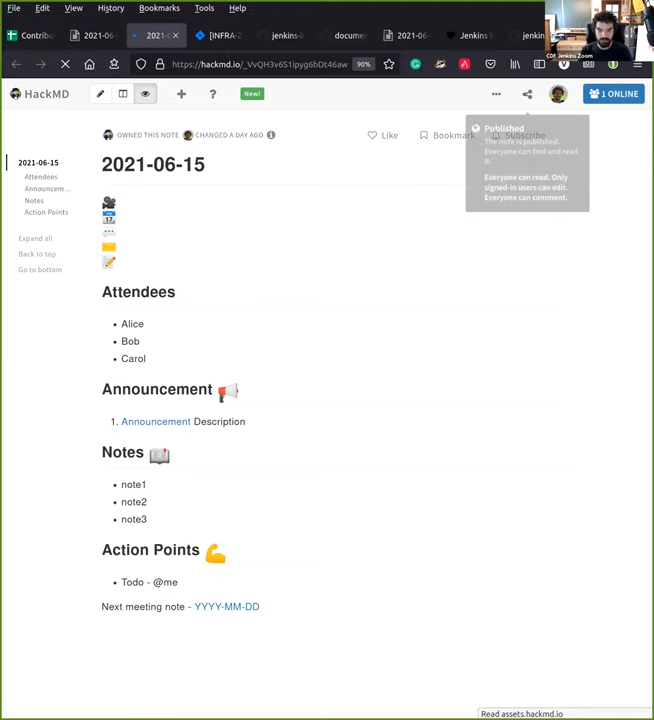 File Edit View History Bookmarks Tools Help
Contribu 2021-06- 2021- [INFRA-2 jenkins-i documen 2021-06- Jenkins S jenkin
CDF Jenkins Zoom
https://hackmd.io/_VvQH3v6S1ipyg6bDt46aw 90%
HackMD New! 1 ONLINE
OWNED THIS NOTE CHANGED A DAY AGO Like Bookmark Subscribe
Published
The note is published.
Everyone can find and read
it.
Everyone can read. Only
signed-in users can edit.
Everyone can comment.
2021-06-15
Attendees
Announcem...
Notes
Action Points
Expand all
Back to top
Go to bottom
2021-06-15
17
Attendees
Alice
Bob
Carol
Announcement
1. Announcement Description
Notes
note1
note2
note3
Action Points
Todo - @me
Next meeting note - YYYY-MM-DD
Read assets.hackmd.io